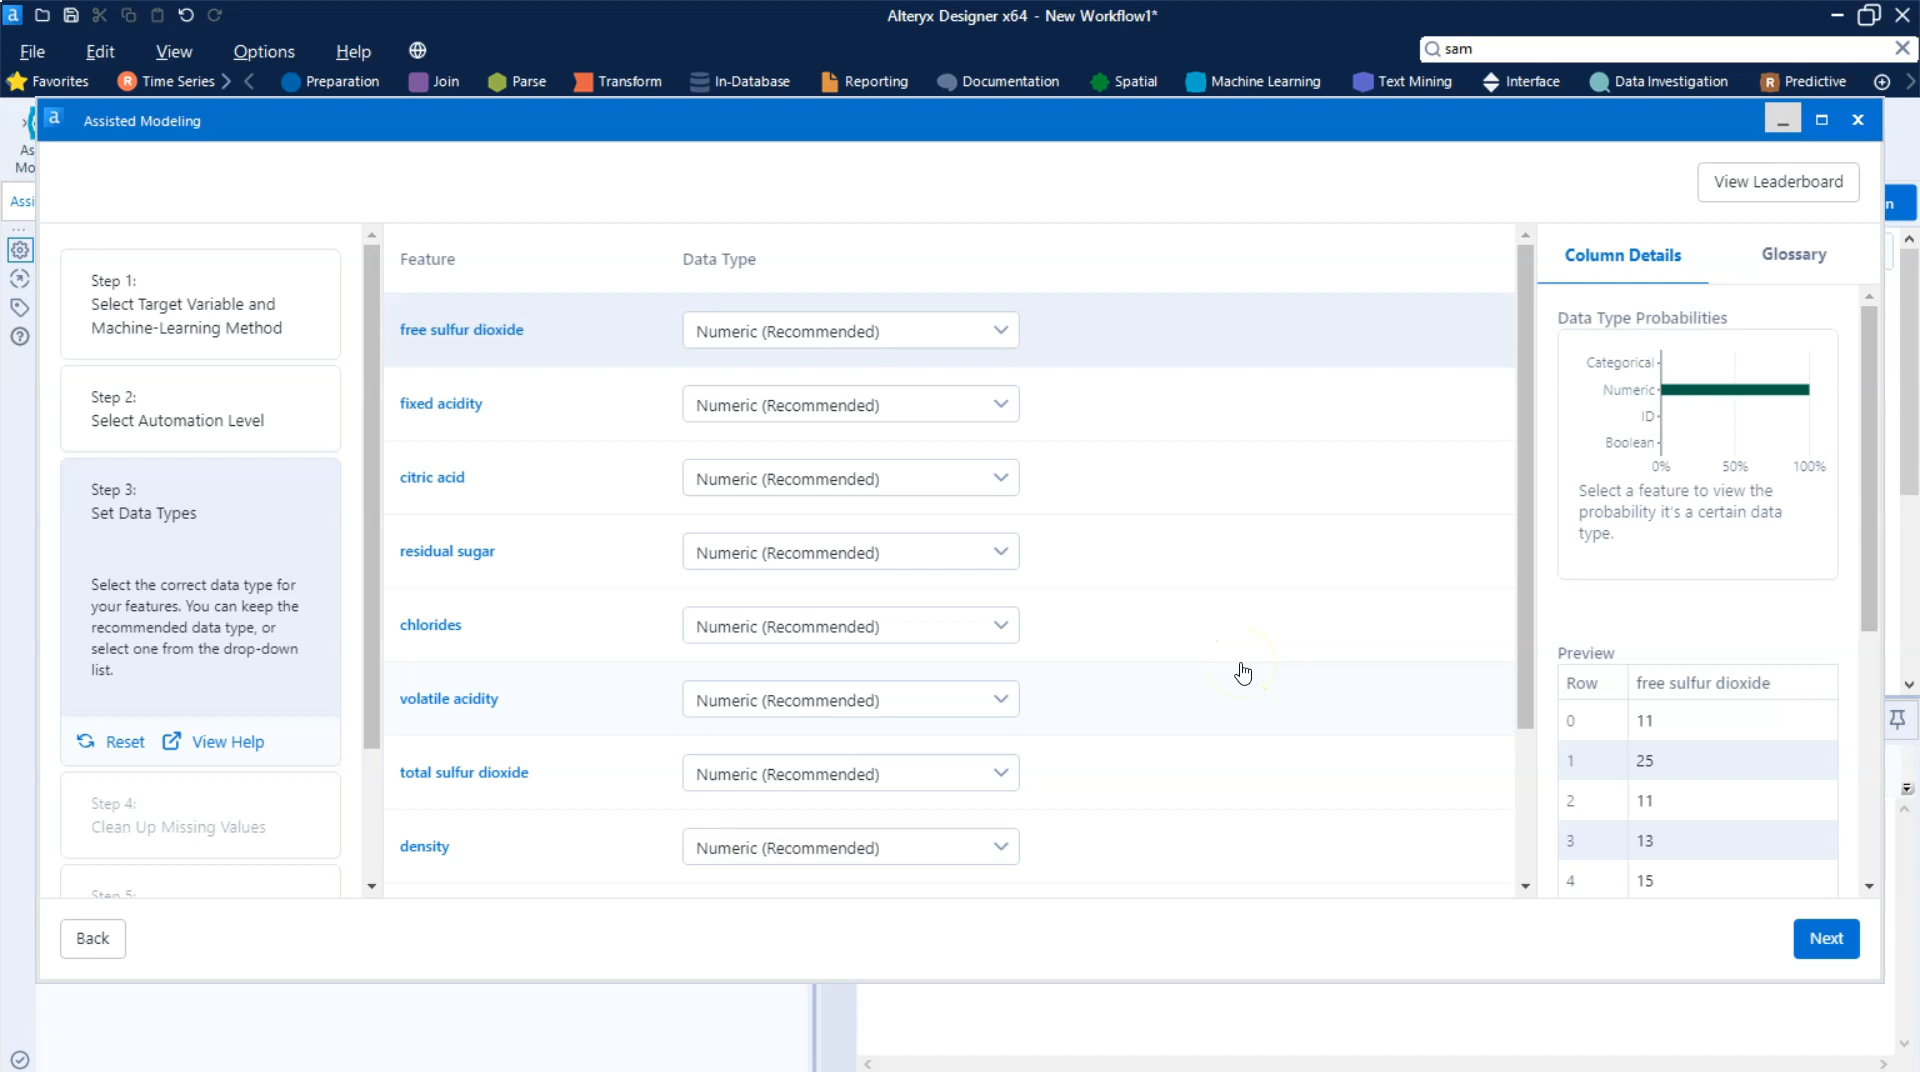 Alteryx Designer x64 - New Workflow1*
File Edit View Options Help
sam
Favorites Time Series Preparation Join Parse Transform In-Database Reporting Documentation Spatial Machine Learning Text Mining Interface Data Investigation Predictive
Assisted Modeling
As
Mo
Assi
View Leaderboard
n
Step 1:
Select Target Variable and
Machine-Learning Method
Step 2:
Select Automation Level
Step 3:
Set Data Types
Select the correct data type for
your features. You can keep the
recommended data type, or
select one from the drop-down
list.
Reset View Help
Step 4:
Clean Up Missing Values
Step 5:
Feature Data Type
free sulfur dioxide Numeric (Recommended)
fixed acidity Numeric (Recommended)
citric acid Numeric (Recommended)
residual sugar Numeric (Recommended)
chlorides Numeric (Recommended)
volatile acidity Numeric (Recommended)
total sulfur dioxide Numeric (Recommended)
density Numeric (Recommended)
Column Details Glossary
Data Type Probabilities
Categorical
Numeric
ID
Boolean
0% 50% 100%
Select a feature to view the
probability it's a certain data
type.
Preview
Row free sulfur dioxide
0 11
1 25
2 11
3 13
4 15
Back Next